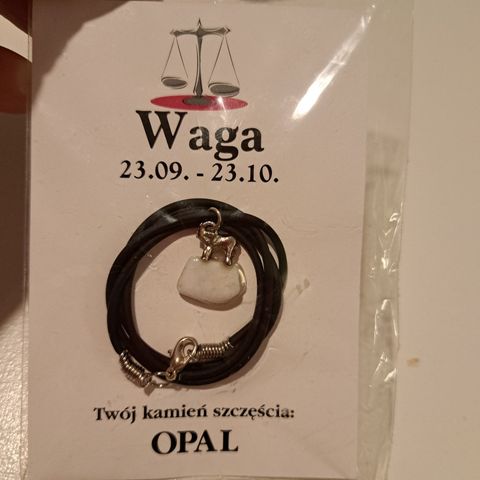 Waga
23.09. - 23.10.
Twój kamień szczęścia:
OPAL